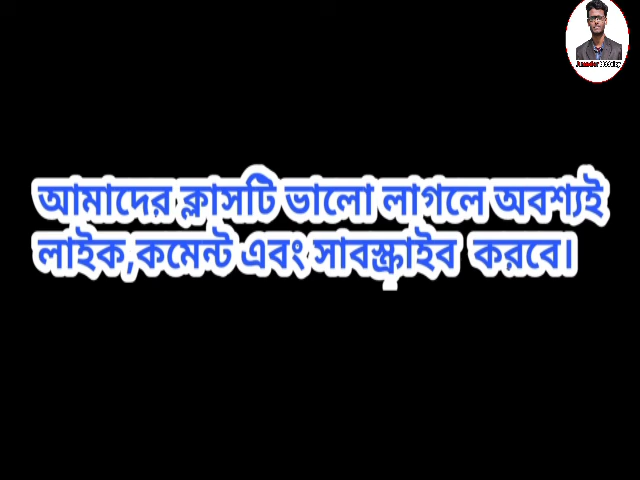 আমাদের ক্লাসটি ভালো লাগলে অবশ্যই
লাইক,কমেন্ট এবং সাবস্ক্রাইব করবে।